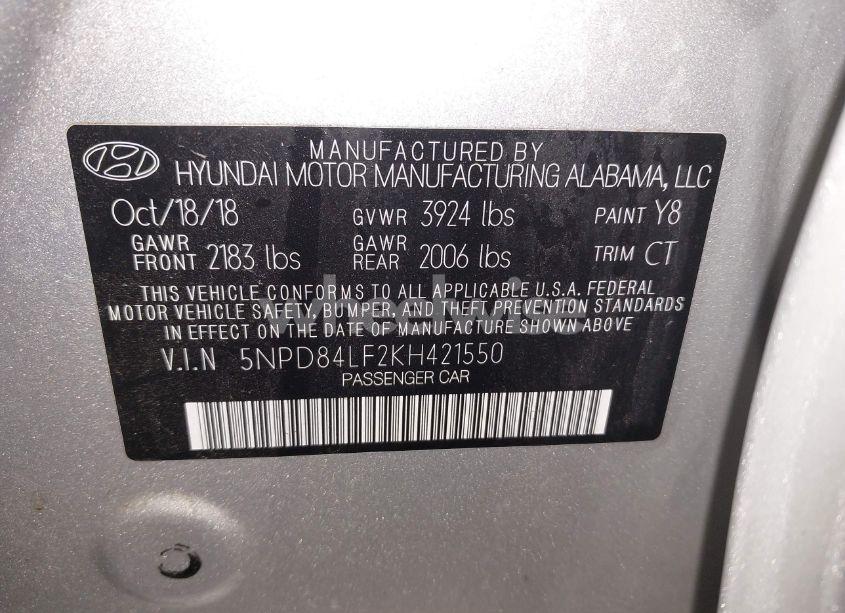 MANUFACTURED BY
HYUNDAI MOTOR MANUFACTURING ALABAMA, LLC
Oct/18/18 GVWR 3924 lbs PAINT Y8
GAWR FRONT 2183 lbs GAWR REAR 2006 lbs TRIM CT
THIS VEHICLE CONFORMS TO ALL APPLICABLE U.S.A. FEDERAL
MOTOR VEHICLE SAFETY, BUMPER, AND THEFT PREVENTION STANDARDS
IN EFFECT ON THE DATE OF MANUFACTURE SHOWN ABOVE
V.I.N 5NPD84LF2KH421550
PASSENGER CAR